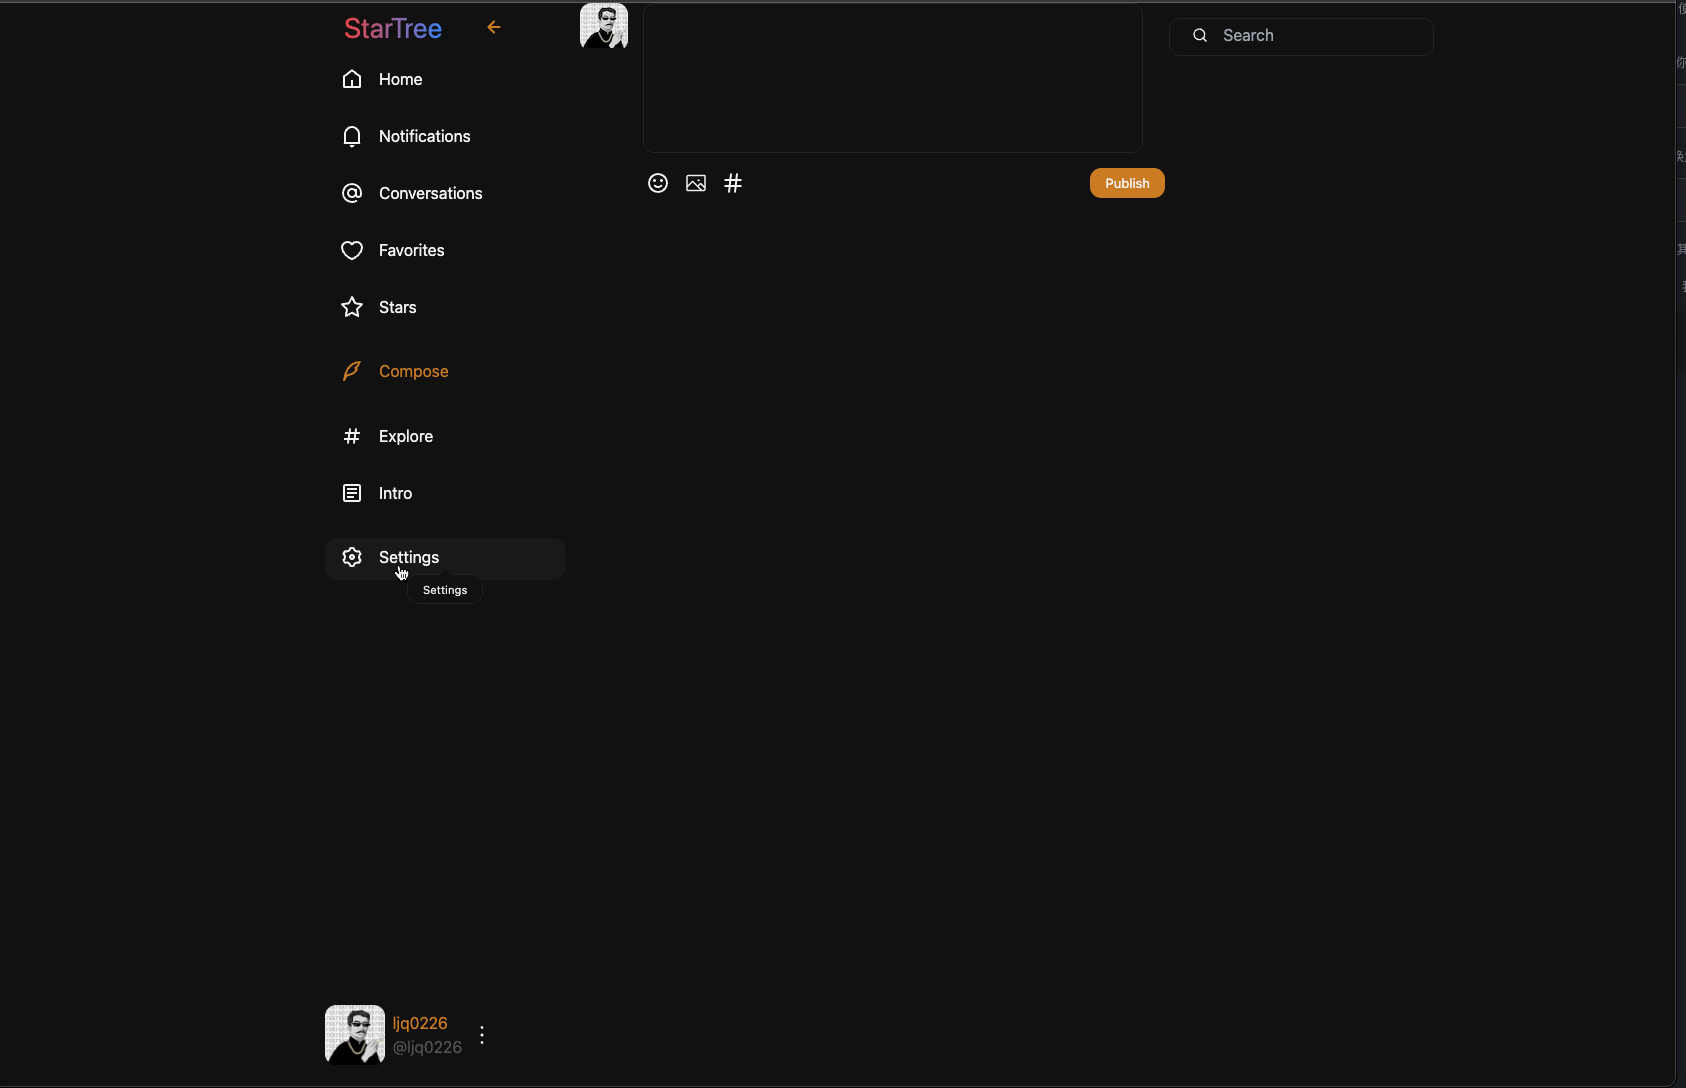 StarTree
Home
Notifications
Conversations
Favorites
Stars
Compose
Explore
Intro
Settings
Settings
ljq0226
@ljq0226
Publish
Search